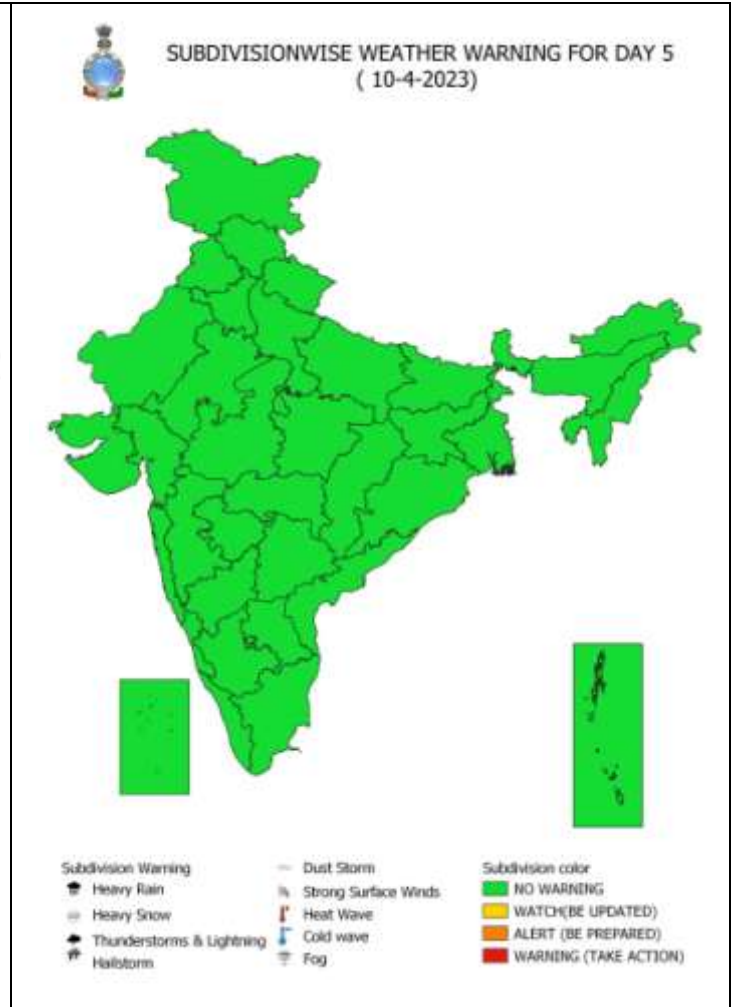 SUBDIVISIONWISE WEATHER WARNING FOR DAY 5
( 10-4-2023)
Subdivision Warning
Heavy Rain
Heavy Snow
Thunderstorms & Lightning
Hailstorm
Dust Storm
Strong Surface Winds
Heat Wave
Cold wave
Fog
Subdivision color
NO WARNING
WATCH(BE UPDATED)
ALERT (BE PREPARED)
WARNING (TAKE ACTION)